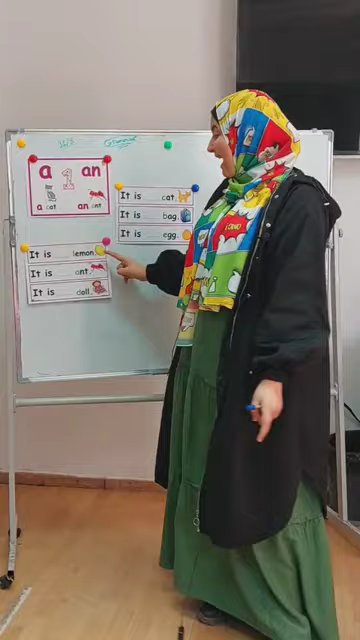 Grammar
a an
a cat an ant
It is cat.
It is bag.
It is egg.
It is lemon.
It is ant.
It is doll.